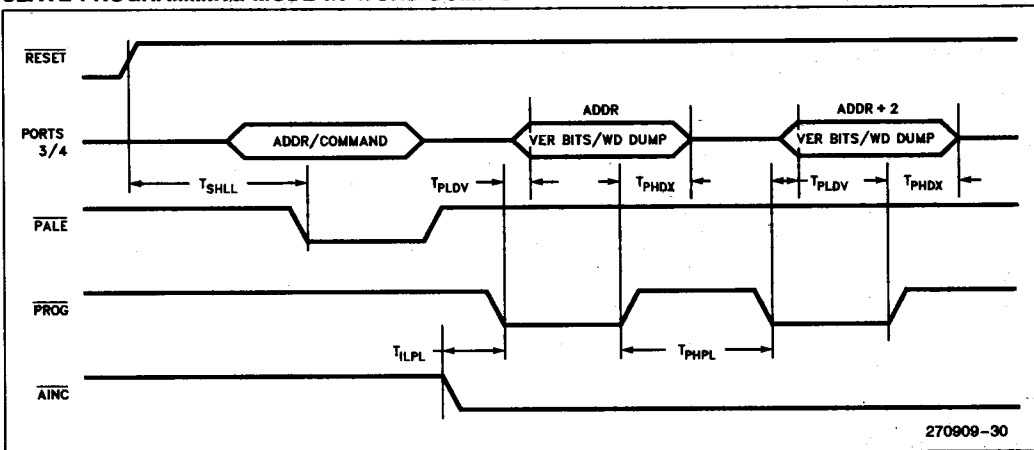 RESET
PORTS
3/4
ADDR/COMMAND
ADDR
VER BITS/WD DUMP
ADDR + 2
VER BITS/WD DUMP
TSHLL
TPLDV
TPHDX
TPLDV
TPHDX
PALE
PROG
TILPL
TPHPL
AINC
270909-30